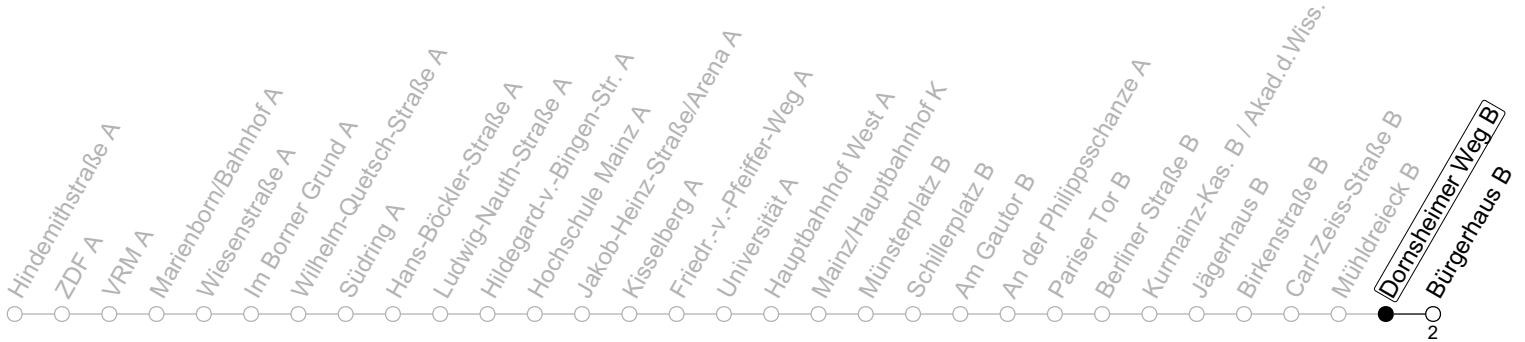 Hindemithstraße A
ZDF A
VRM A
Marienborn/Bahnhof A
Wiesenstraße A
Im Borner Grund A
Wilhelm-Quetsch-Straße A
Südring A
Hans-Böckler-Straße A
Ludwig-Nauth-Straße A
Hildegard-v.-Bingen-Str. A
Hochschule Mainz A
Jakob-Heinz-Straße/Arena A
Kisselberg A
Friedr.-v.-Pfeiffer-Weg A
Universität A
Hauptbahnhof West A
Mainz/Hauptbahnhof K
Münsterplatz B
Schillerplatz B
Am Gautor B
An der Philippsschanze A
Pariser Tor B
Berliner Straße B
Kurmainz-Kas. B / Akad.d.Wiss.
Jägerhaus B
Birkenstraße B
Carl-Zeiss-Straße B
Mühldreieck B
Dornsheimer Weg B
Bürgerhaus B
2